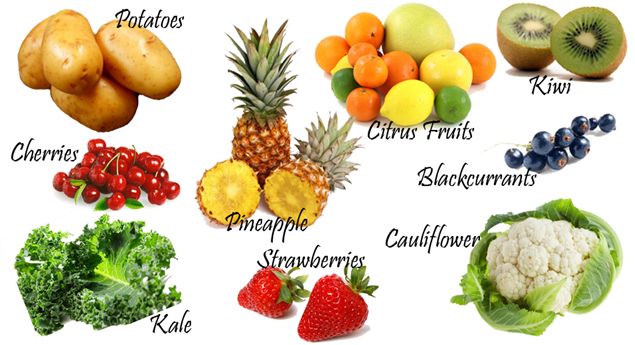 Potatoes
Kiwi
Citrus Fruits
Cherries
Blackcurrants
Pineapple
Cauliflower
Strawberries
Kale